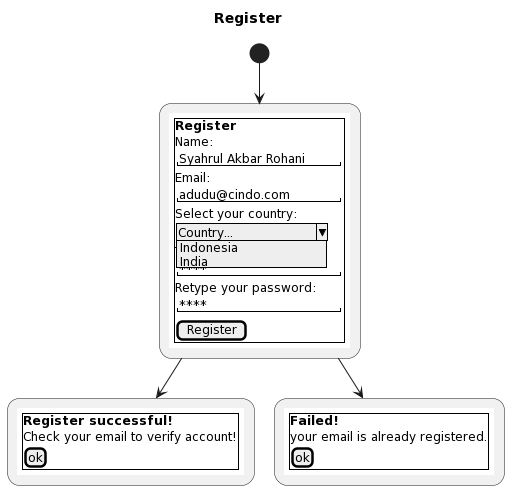 Register
Register
Name:
Syahrul Akbar Rohani
Email:
adudu@cindo.com
Select your country:
Country...
Indonesia
India
Retype your password:
****
Register
Register successful!
Check your email to verify account!
ok
Failed!
your email is already registered.
ok